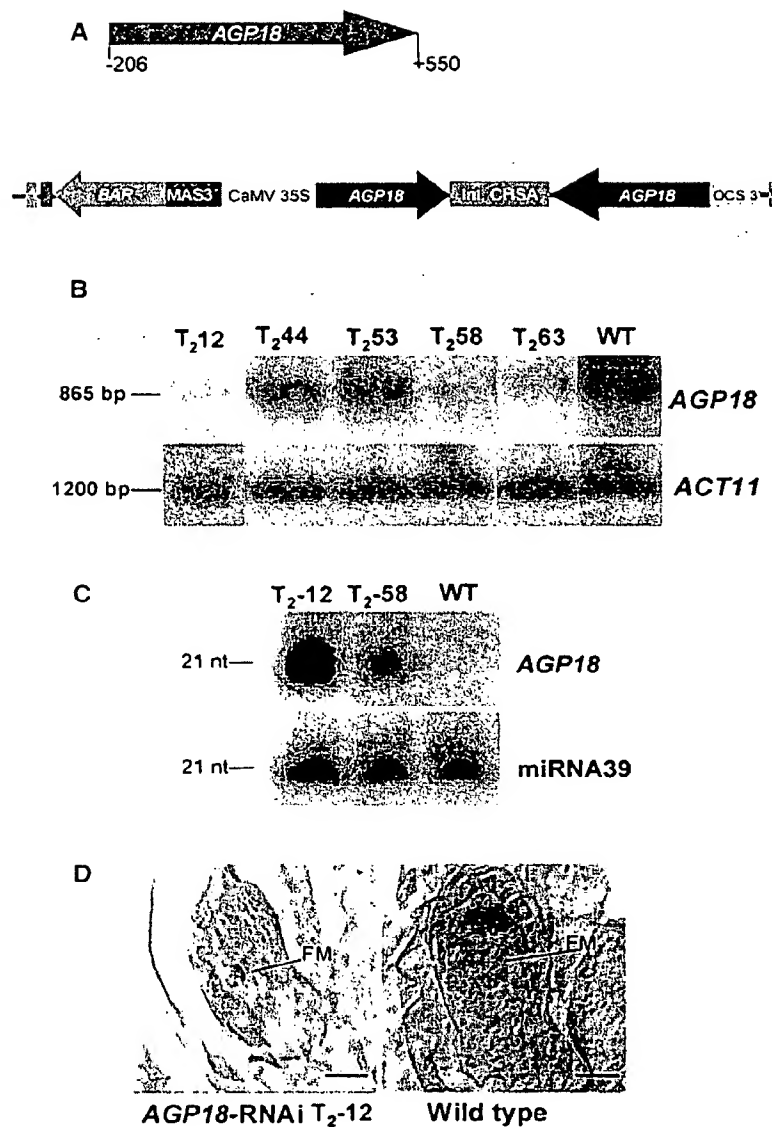 A
AGP18
-206 +550
BAR MAS3' CaMV 35S AGP18 Int. CHSA AGP18 OCS 3'
B
T₂12 T₂44 T₂53 T₂58 T₂63 WT
865 bp AGP18
1200 bp ACT11
C
T₂-12 T₂-58 WT
21 nt AGP18
21 nt miRNA39
D
FM FM
AGP18-RNAi T₂-12 Wild type